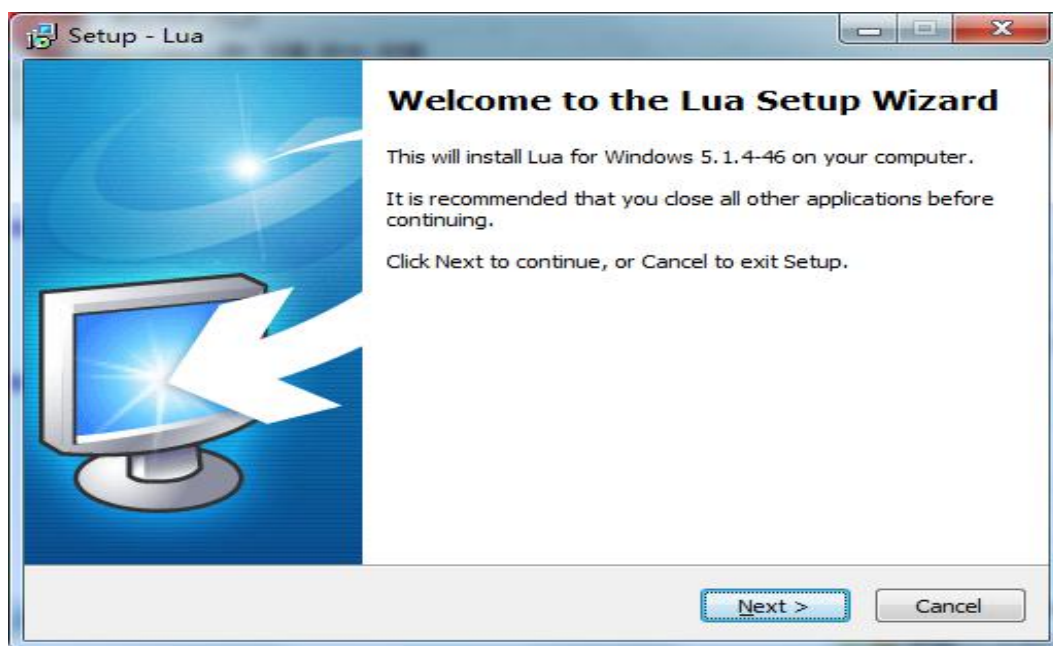 Setup - Lua
Welcome to the Lua Setup Wizard
This will install Lua for Windows 5.1.4-46 on your computer.
It is recommended that you close all other applications before
continuing.
Click Next to continue, or Cancel to exit Setup.
Next >
Cancel